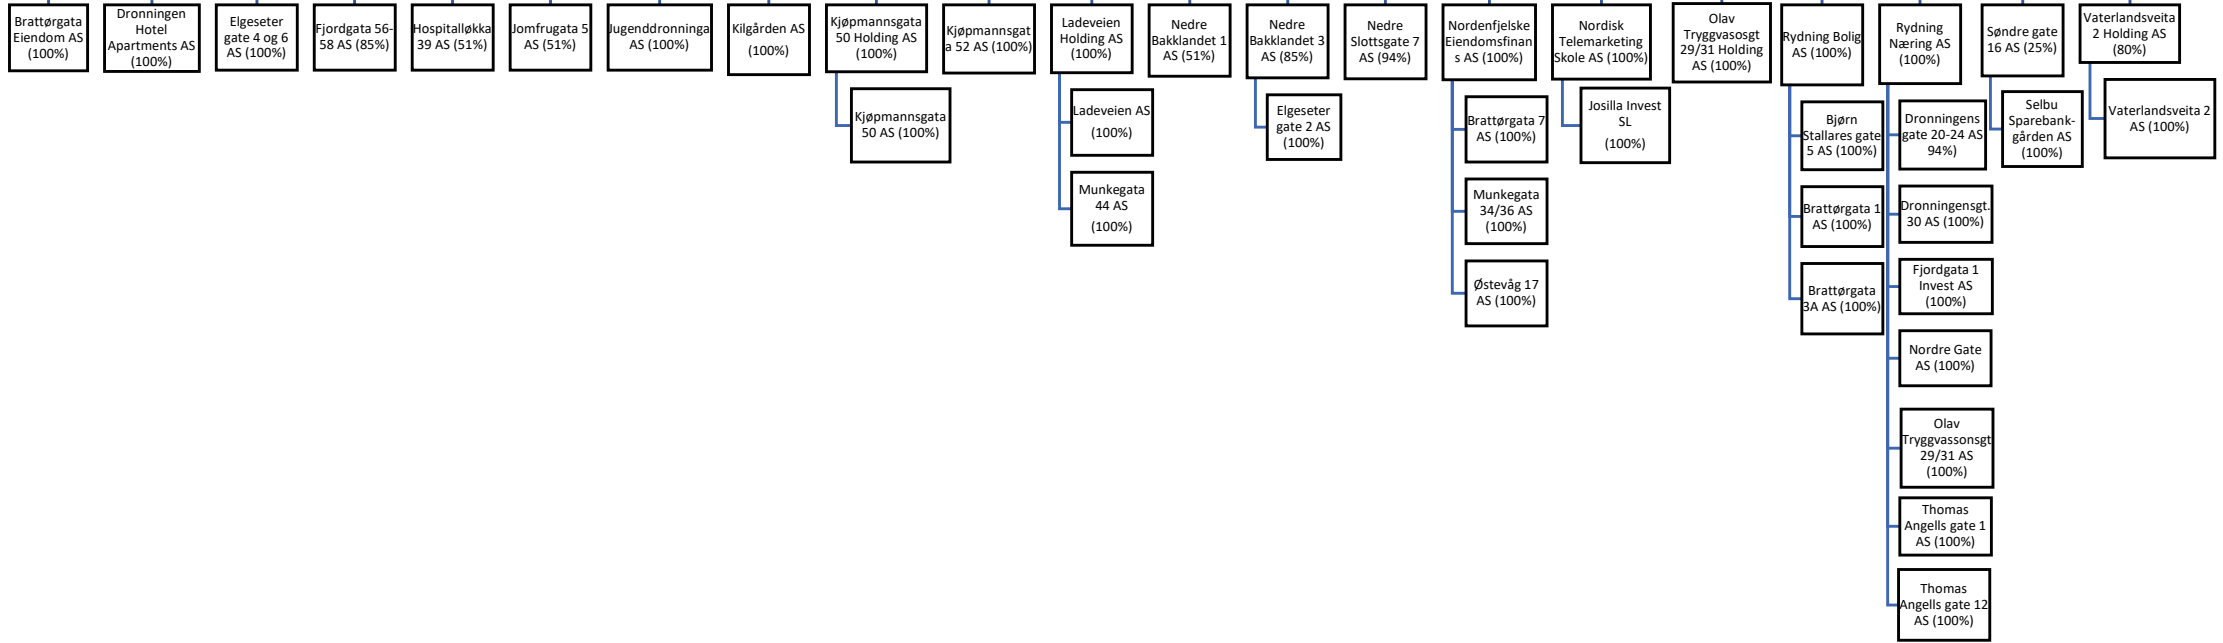 Brattørgata
Eiendom AS
(100%)
Dronningen
Hotel
Apartments AS
(100%)
Elgeseter
gate 4 og 6
AS (100%)
Fjordgata 56-
58 AS (85%)
Hospitalløkka
39 AS (51%)
Jomfrugata 5
AS (51%)
Jugenddronninga
AS (100%)
Kilgården AS
(100%)
Kjøpmannsgata
50 Holding AS
(100%)
Kjøpmannsgata
50 AS (100%)
Kjøpmannsgat
a 52 AS (100%)
Ladeveien
Holding AS
(100%)
Ladeveien AS
(100%)
Munkegata
44 AS
(100%)
Nedre
Bakklandet 1
AS (51%)
Nedre
Bakklandet 3
AS (85%)
Elgeseter
gate 2 AS
(100%)
Nedre
Slottsgate 7
AS (94%)
Nordenfjelske
Eiendomsfinan
s AS (100%)
Brattørgata 7
AS (100%)
Munkegata
34/36 AS
(100%)
Østevåg 17
AS (100%)
Nordisk
Telemarketing
Skole AS (100%)
Josilla Invest
SL
(100%)
Olav
Tryggvasosgt
29/31 Holding
AS (100%)
Rydning Bolig
AS (100%)
Bjørn
Stallares gate
5 AS (100%)
Brattørgata 1
AS (100%)
Brattørgata
3A AS (100%)
Rydning
Næring AS
(100%)
Dronningens
gate 20-24 AS
94%)
Dronningensgt.
30 AS (100%)
Fjordgata 1
Invest AS
(100%)
Nordre Gate
AS (100%)
Olav
Tryggvassonsgt
29/31 AS
(100%)
Thomas
Angells gate 1
AS (100%)
Thomas
Angells gate 12
AS (100%)
Søndre gate
16 AS (25%)
Selbu
Sparebank-
gården AS
(100%)
Vaterlandsveita
2 Holding AS
(80%)
Vaterlandsveita 2
AS (100%)